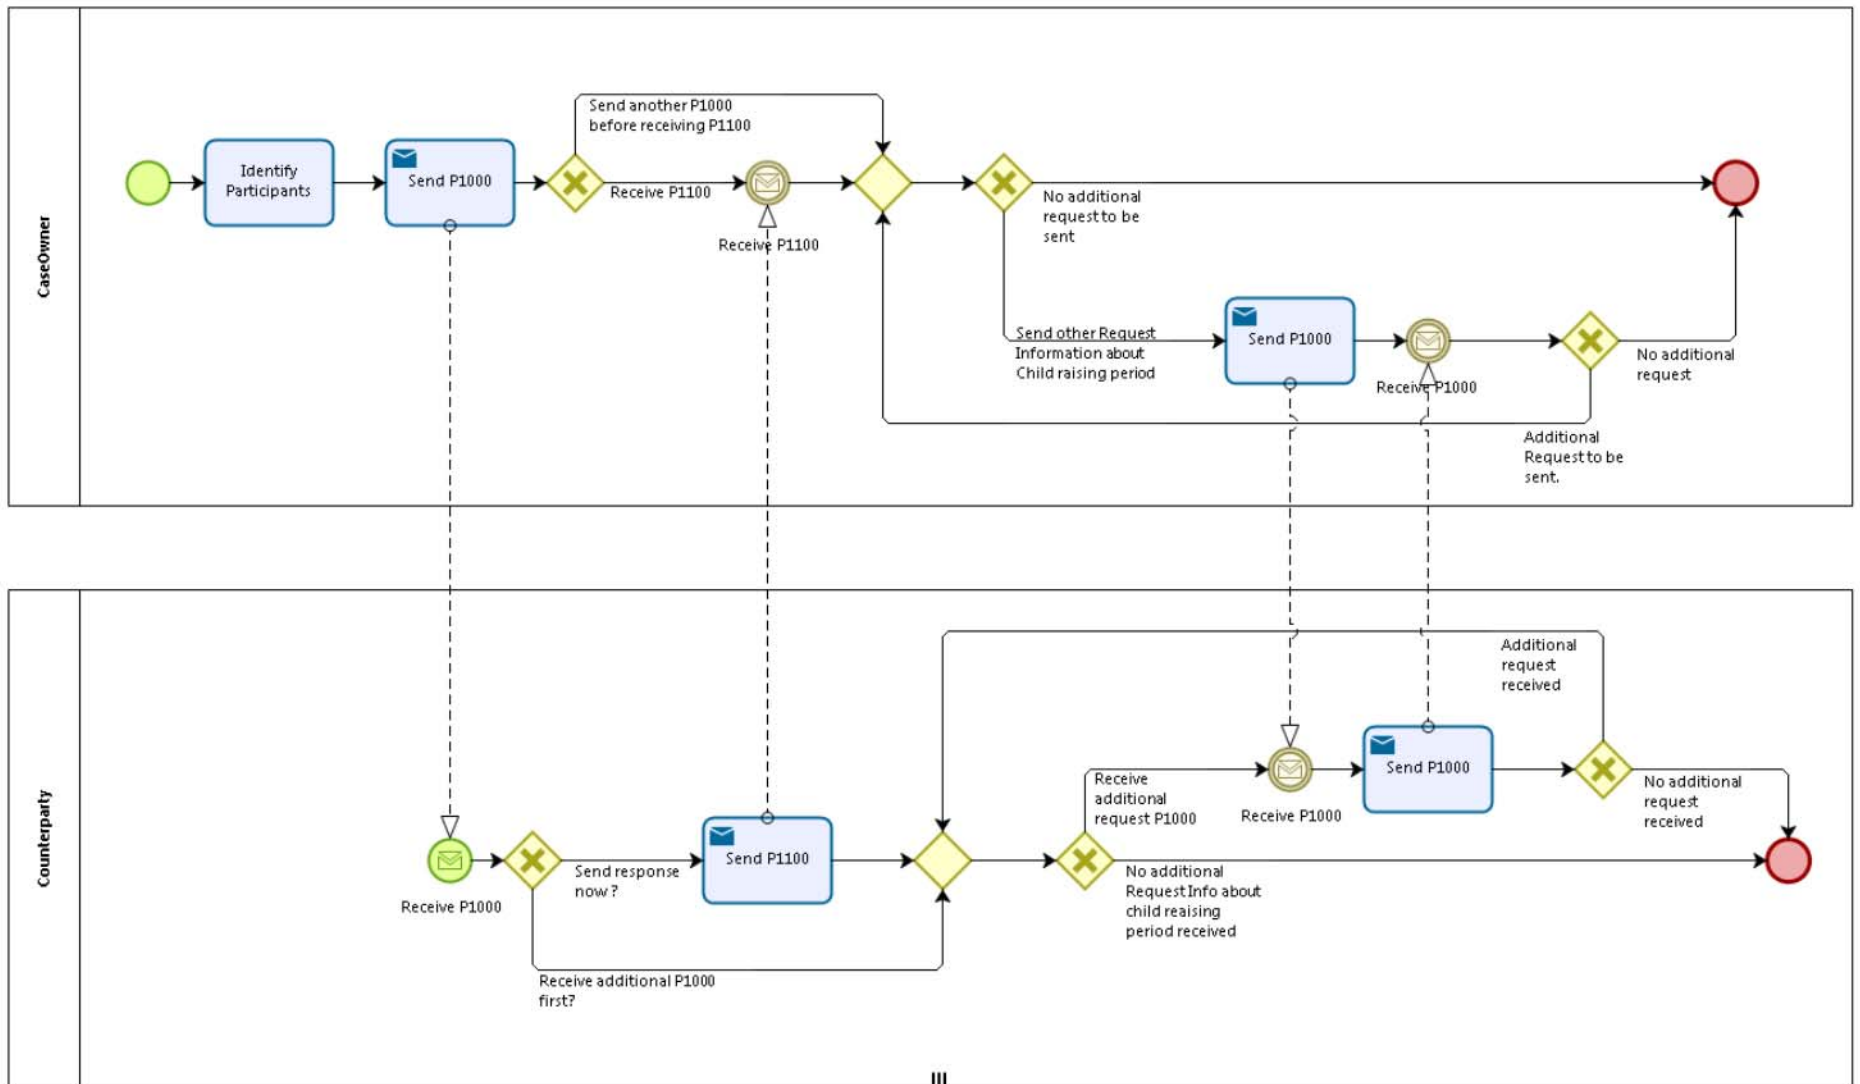 CaseOwner
Identify
Participants
Send P1000
Send another P1000
before receiving P1100
Receive P1100
Receive P1100
No additional
request to be
sent
Send other Request
Information about
Child raising period
Send P1000
Receive P1000
No additional
request
Additional
Request to be
sent.
Counterparty
Receive P1000
Send response
now ?
Receive additional P1000
first?
Send P1100
Receive
additional
request P1000
No additional
Request Info about
child reaising
period received
Receive P1000
Send P1000
Additional
request
received
No additional
request
received